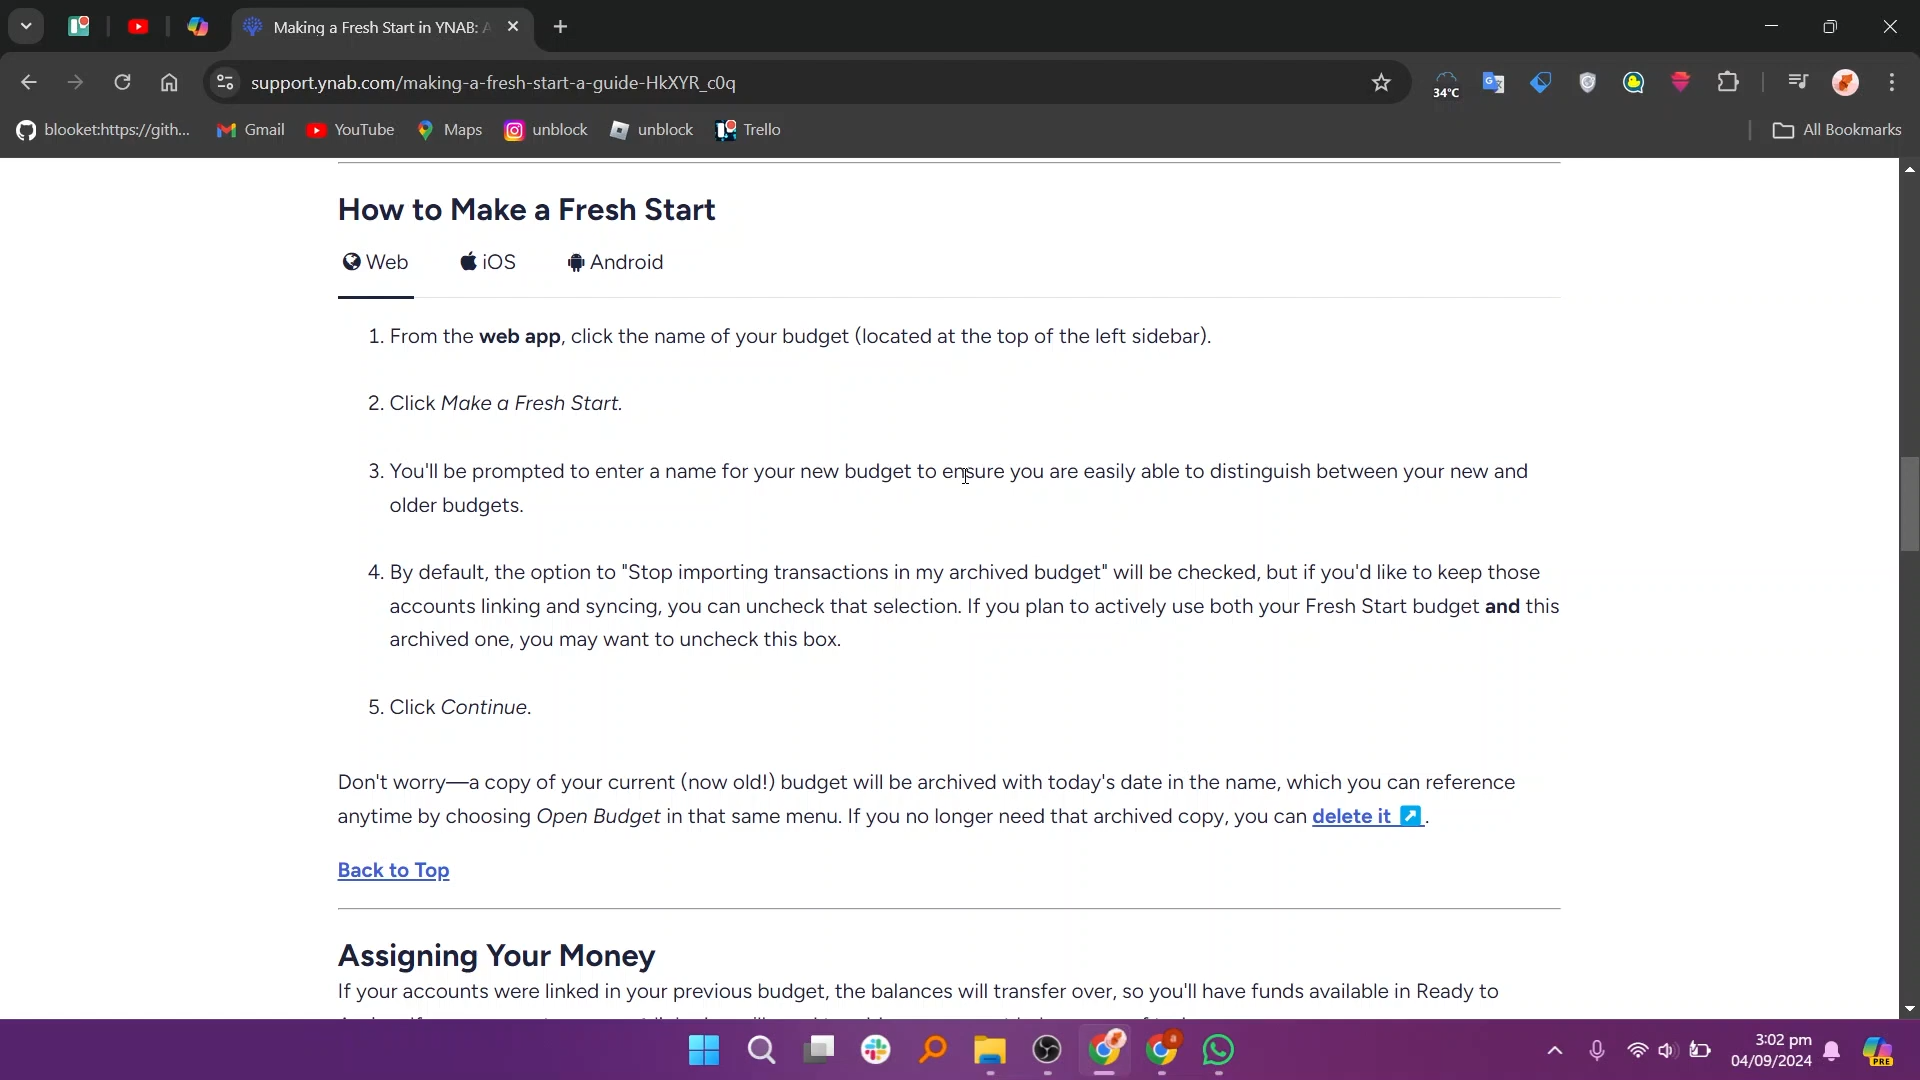 Making a Fresh Start in YNAB: A
support.ynab.com/making-a-fresh-start-a-guide-HkXYR_c0q
34°C
blooket:https://gith...
Gmail
YouTube
Maps
unblock
unblock
Trello
All Bookmarks
How to Make a Fresh Start
Web
iOS
Android
1. From the web app, click the name of your budget (located at the top of the left sidebar).
2. Click Make a Fresh Start.
3. You'll be prompted to enter a name for your new budget to ensure you are easily able to distinguish between your new and
older budgets.
4. By default, the option to "Stop importing transactions in my archived budget" will be checked, but if you'd like to keep those
accounts linking and syncing, you can uncheck that selection. If you plan to actively use both your Fresh Start budget and this
archived one, you may want to uncheck this box.
5. Click Continue.
Don't worry—a copy of your current (now old!) budget will be archived with today's date in the name, which you can reference
anytime by choosing Open Budget in that same menu. If you no longer need that archived copy, you can delete it .
Back to Top
Assigning Your Money
If your accounts were linked in your previous budget, the balances will transfer over, so you'll have funds available in Ready to
3:02 pm
04/09/2024
PRE